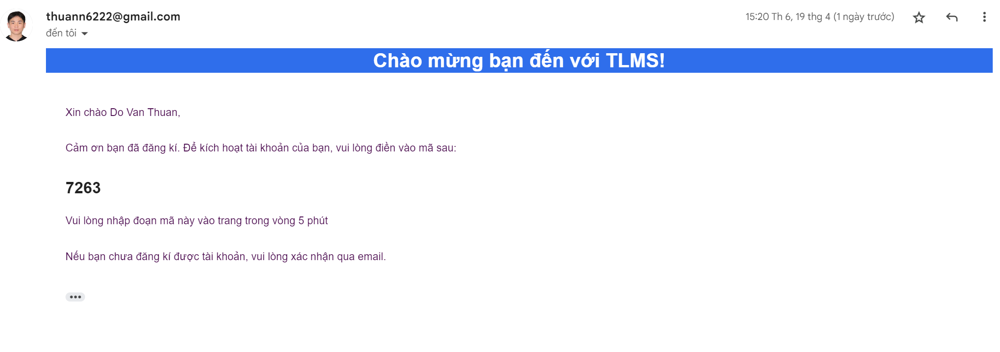 thuann6222@gmail.com
15:20 Th 6, 19 thg 4 (1 ngày trước)
đến tôi
Chào mừng bạn đến với TLMS!
Xin chào Do Van Thuan,
Cảm ơn bạn đã đăng kí. Để kích hoạt tài khoản của bạn, vui lòng điền vào mã sau:
7263
Vui lòng nhập đoạn mã này vào trang trong vòng 5 phút
Nếu bạn chưa đăng kí được tài khoản, vui lòng xác nhận qua email.